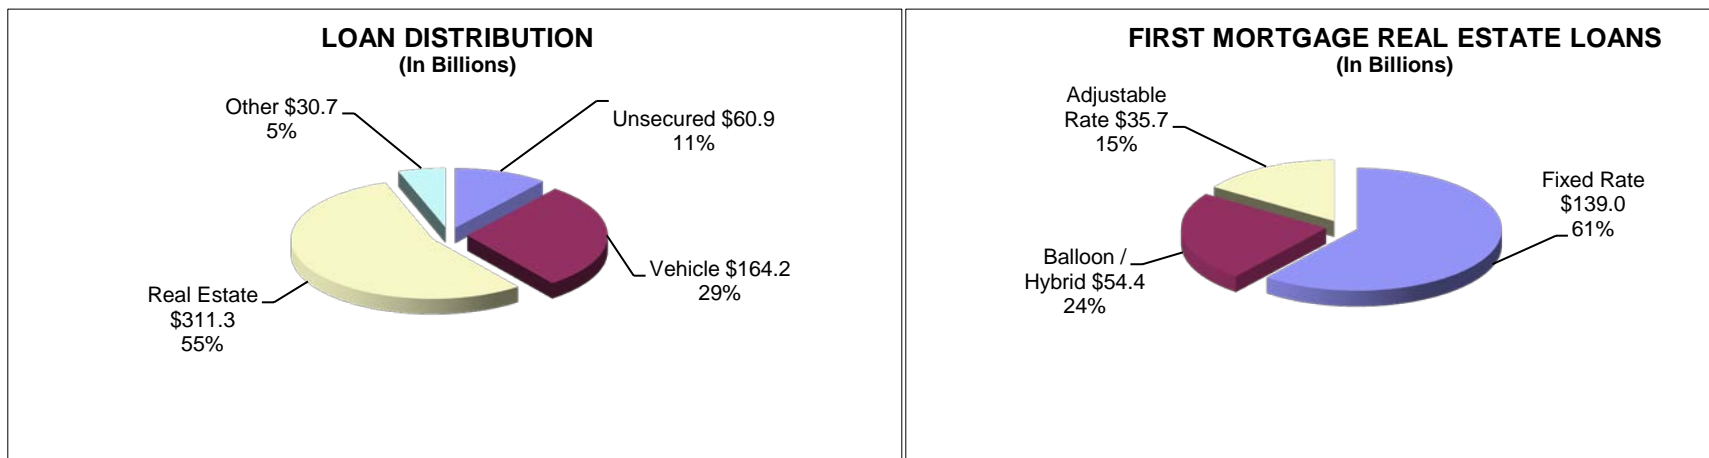 LOAN DISTRIBUTION
(In Billions)
Other $30.7
5%
Unsecured $60.9
11%
Vehicle $164.2
29%
Real Estate
$311.3
55%
FIRST MORTGAGE REAL ESTATE LOANS
(In Billions)
Adjustable
Rate $35.7
15%
Fixed Rate
$139.0
61%
Balloon /
Hybrid $54.4
24%